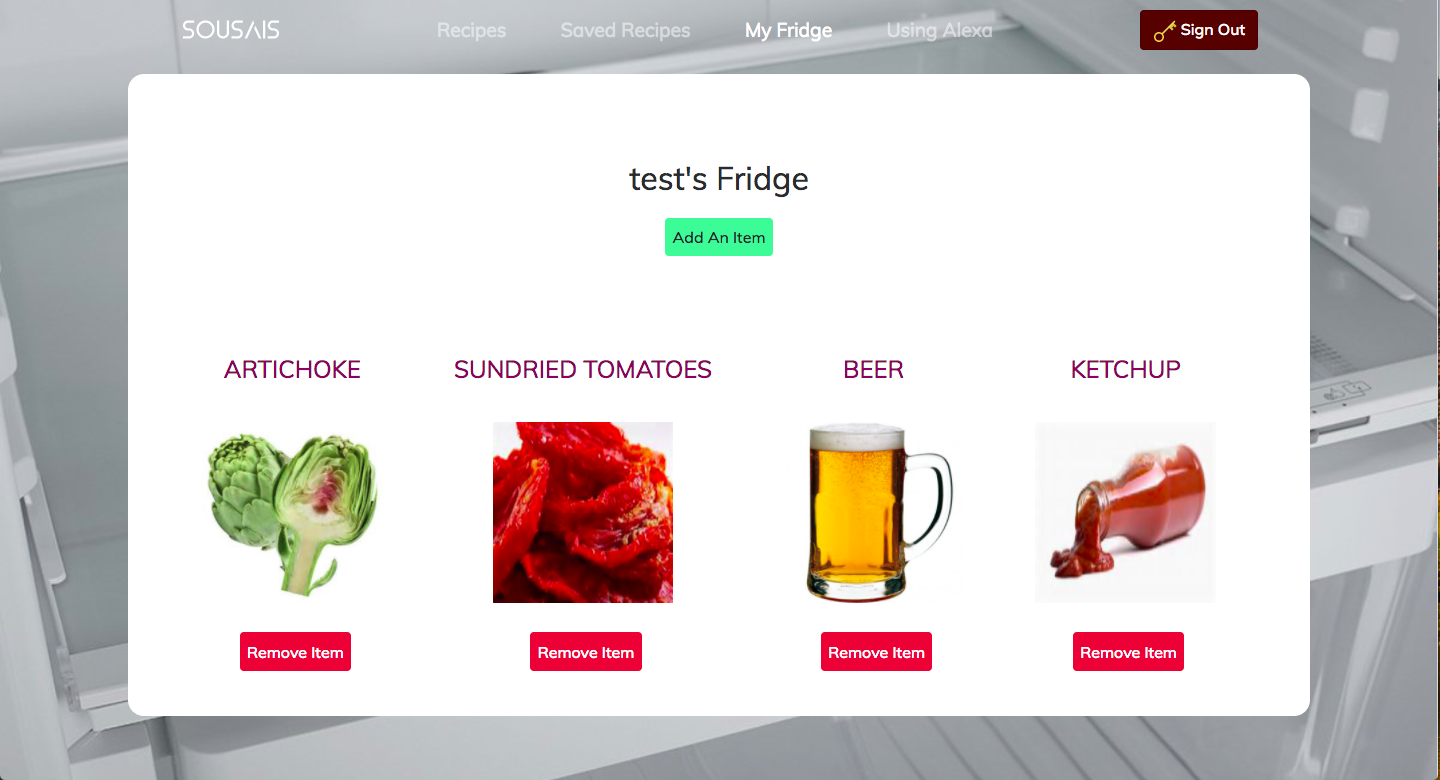 SOUSAIS
Recipes
Saved Recipes
My Fridge
Using Alexa
Sign Out
test's Fridge
Add An Item
ARTICHOKE
SUNDRIED TOMATOES
BEER
KETCHUP
Remove Item
Remove Item
Remove Item
Remove Item